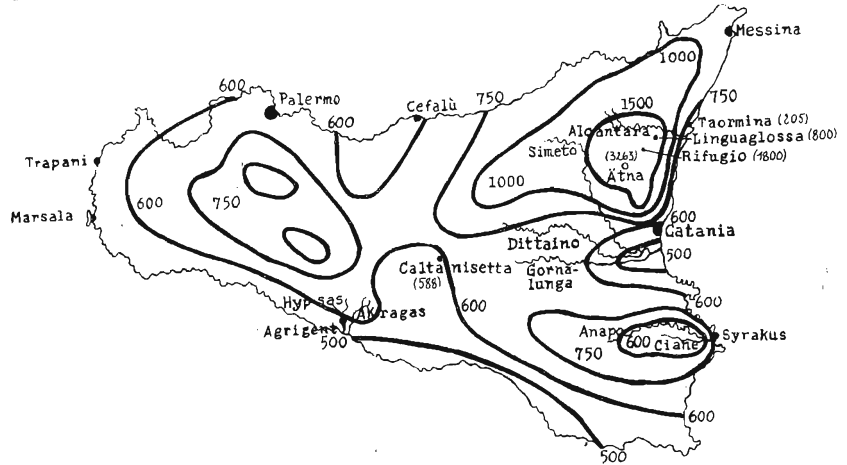 Messina
1000
600
Palermo
Cefalù
750
750
600
1500
Taormina (205)
Alcantara
Linguaglossa (800)
Simeto
(3263)
Rifugio (1800)
Trapani
Ätna
1000
600
750
Marsala
600
Catania
Dittaino
500
Caltanisetta
Gorna-
lunga
(588)
600
Hypsas
Akragas
600
Agrigent
Anapo
Syrakus
500
600
Ciane
750
600
500